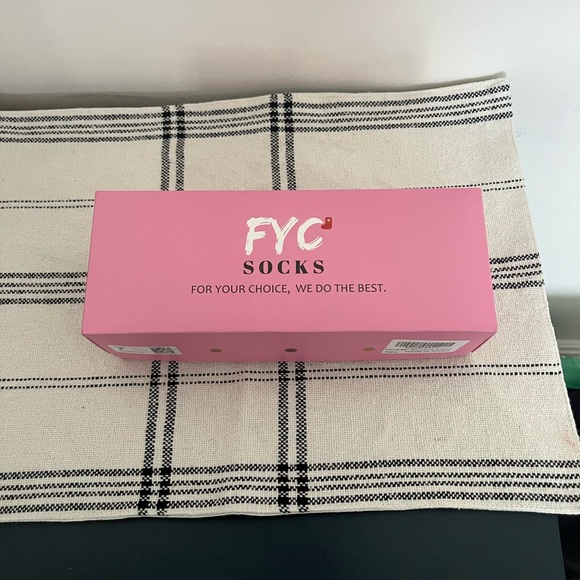 FYC
SOCKS
FOR YOUR CHOICE, WE DO THE BEST.